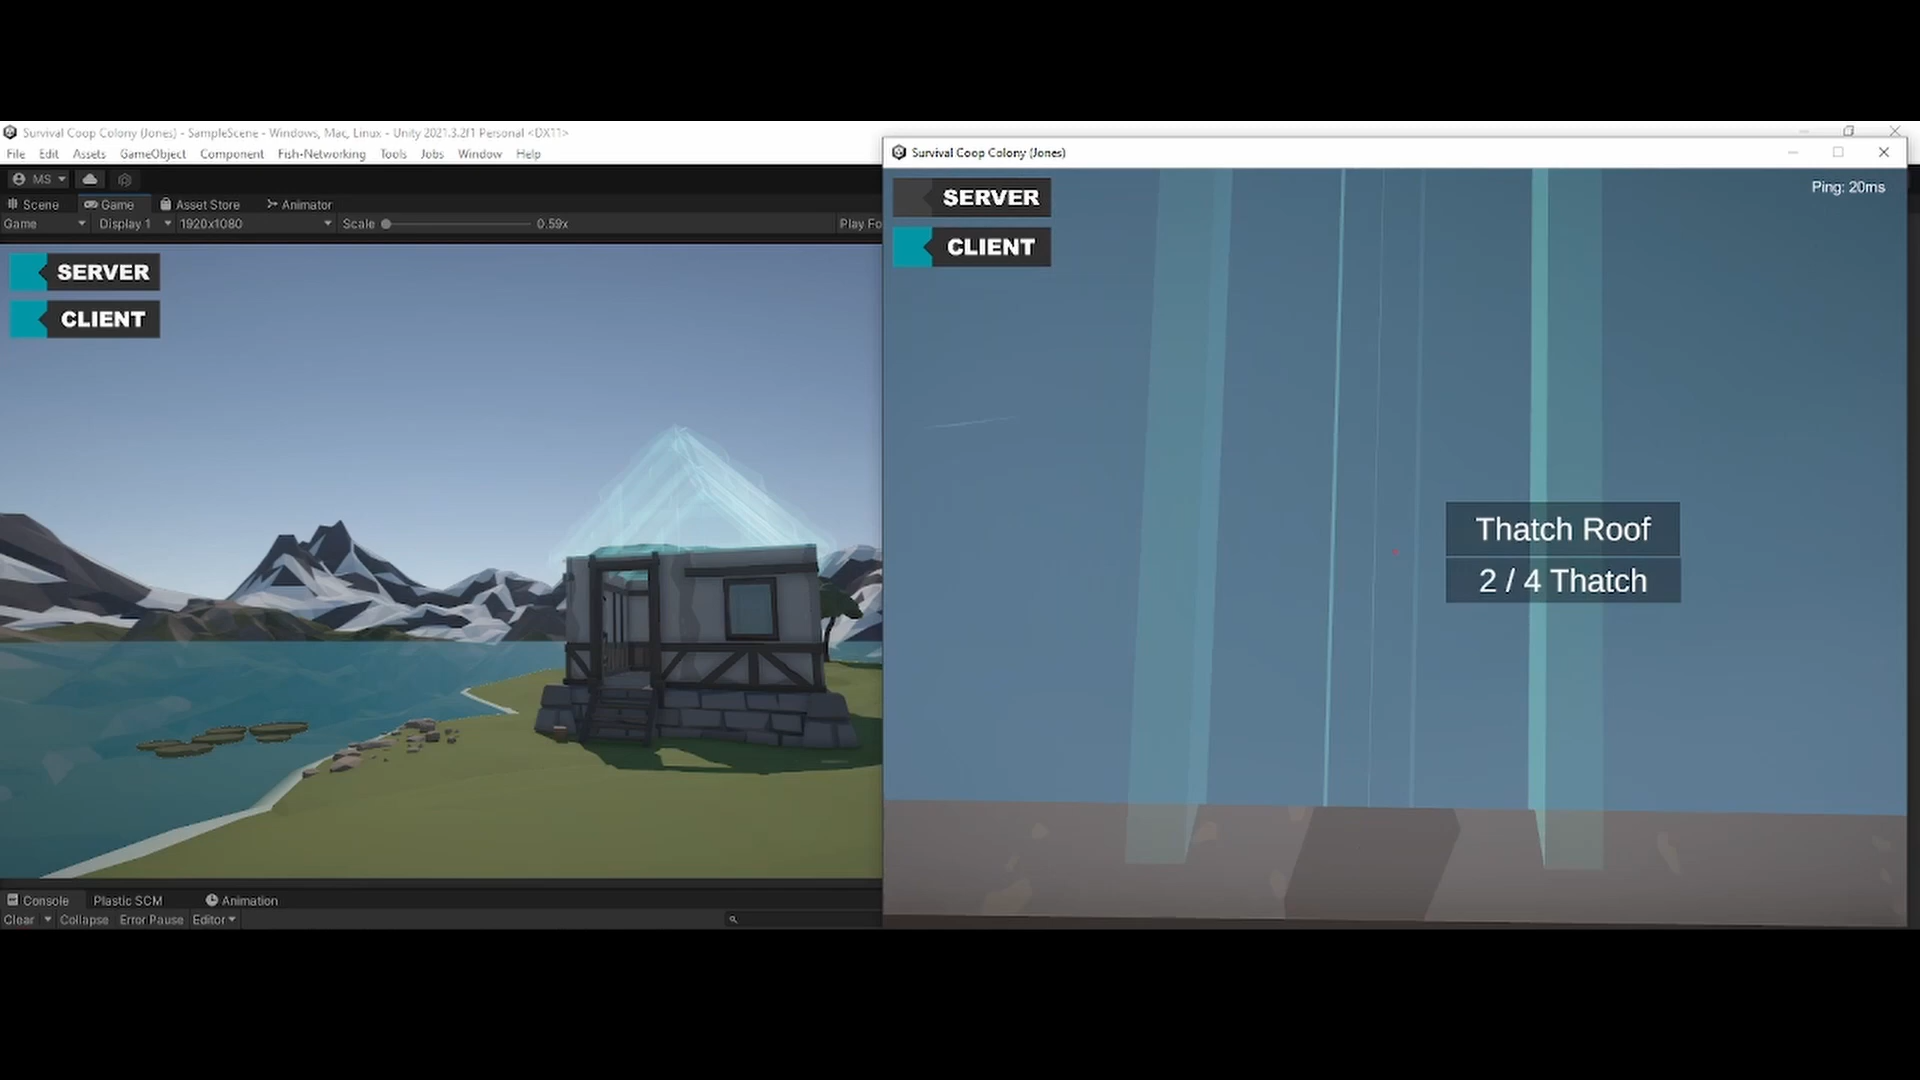 Survival Coop Colony (Jones) - SampleScene - Windows, Mac, Linux - Unity 2021.3.2f1 Personal <DX11>
File Edit Assets GameObject Component Fish-Networking Tools Jobs Window Help
MS
Scene Game Asset Store Animator
Game Display 1 1920x1080 Scale 0.59x Play Fo
SERVER
CLIENT
Console Plastic SCM Animation
Clear Collapse Error Pause Editor
Survival Coop Colony (Jones)
SERVER
Ping: 20ms
CLIENT
Thatch Roof
2 / 4 Thatch